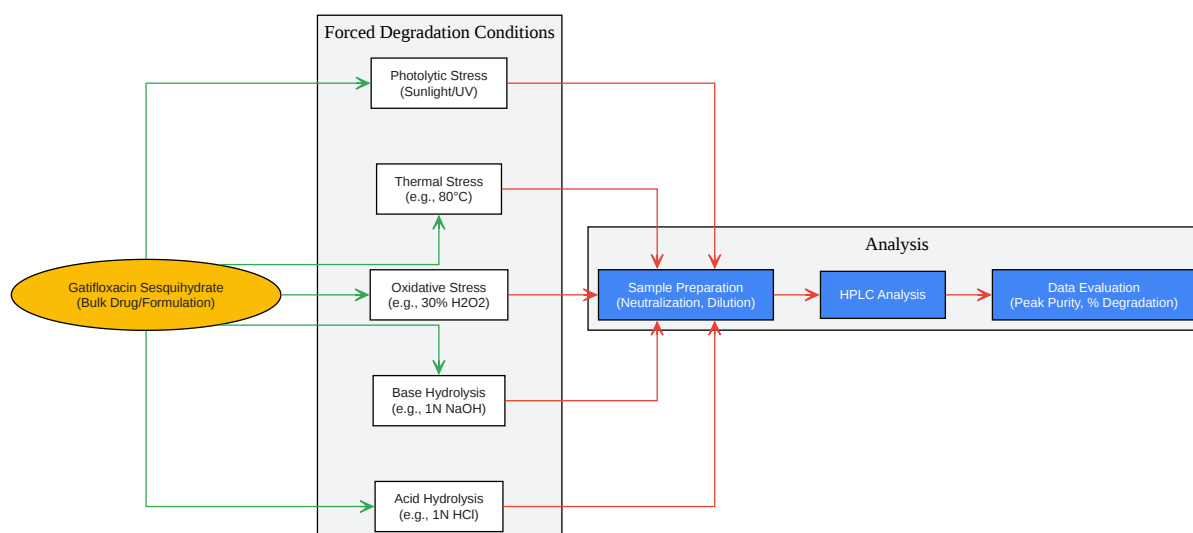 Forced Degradation Conditions
Photolytic Stress
(Sunlight/UV)
Thermal Stress
(e.g., 80°C)
Analysis
Gatifloxacin Sesquihydrate
(Bulk Drug/Formulation)
Oxidative Stress
(e.g., 30% H2O2)
Sample Preparation
(Neutralization, Dilution)
HPLC Analysis
Data Evaluation
(Peak Purity, % Degradation)
Base Hydrolysis
(e.g., 1N NaOH)
Acid Hydrolysis
(e.g., 1N HCl)